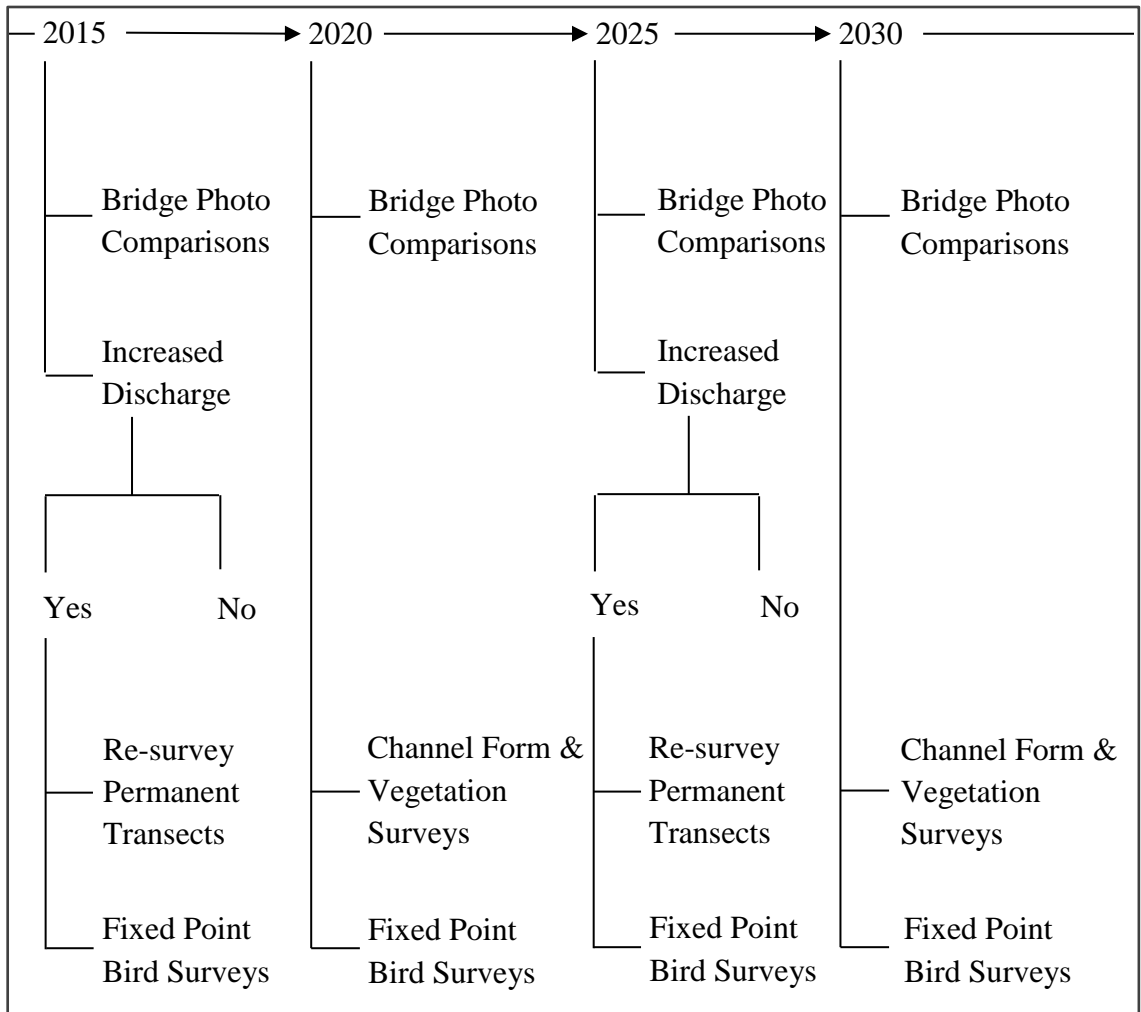 2015
2020
2025
2030
Bridge Photo
Comparisons
Bridge Photo
Comparisons
Bridge Photo
Comparisons
Bridge Photo
Comparisons
Increased
Discharge
Increased
Discharge
Yes
No
Yes
No
Re-survey
Permanent
Transects
Channel Form &
Vegetation
Surveys
Re-survey
Permanent
Transects
Channel Form &
Vegetation
Surveys
Fixed Point
Bird Surveys
Fixed Point
Bird Surveys
Fixed Point
Bird Surveys
Fixed Point
Bird Surveys